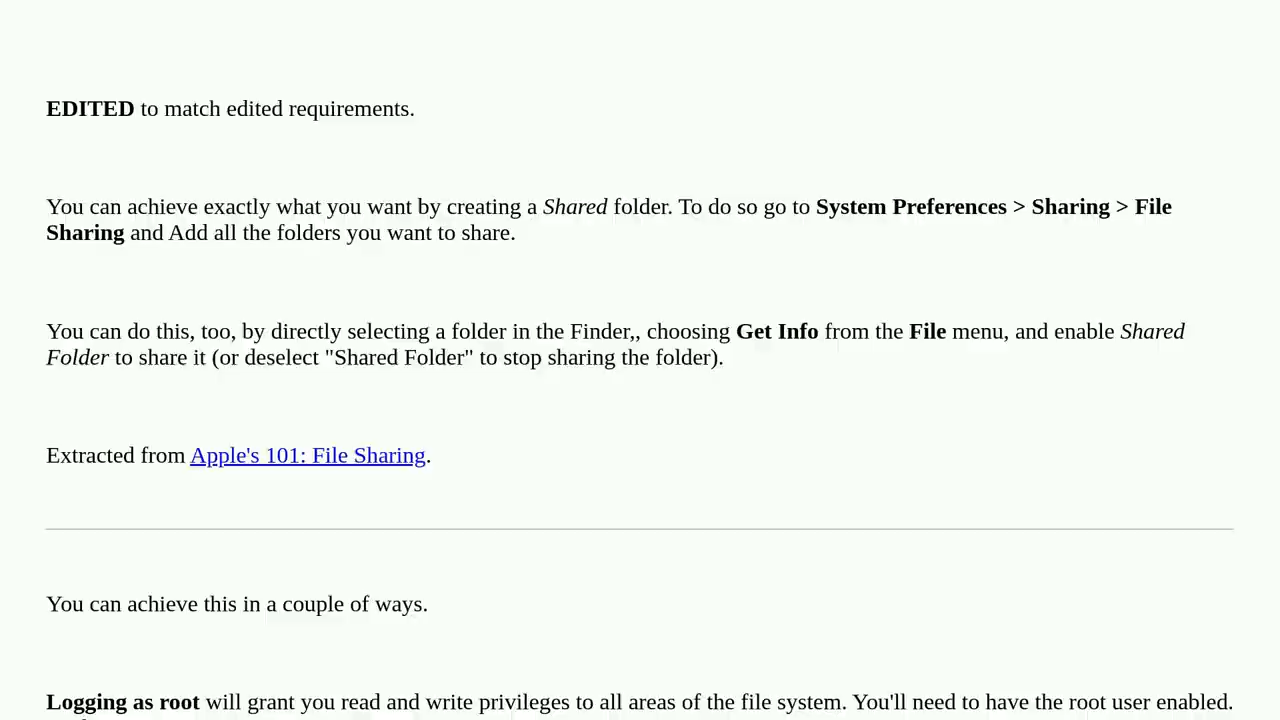 EDITED to match edited requirements.
You can achieve exactly what you want by creating a Shared folder. To do so go to System Preferences > Sharing > File
Sharing and Add all the folders you want to share.
You can do this, too, by directly selecting a folder in the Finder,, choosing Get Info from the File menu, and enable Shared
Folder to share it (or deselect "Shared Folder" to stop sharing the folder).
Extracted from Apple's 101: File Sharing.
You can achieve this in a couple of ways.
Logging as root will grant you read and write privileges to all areas of the file system. You'll need to have the root user enabled.